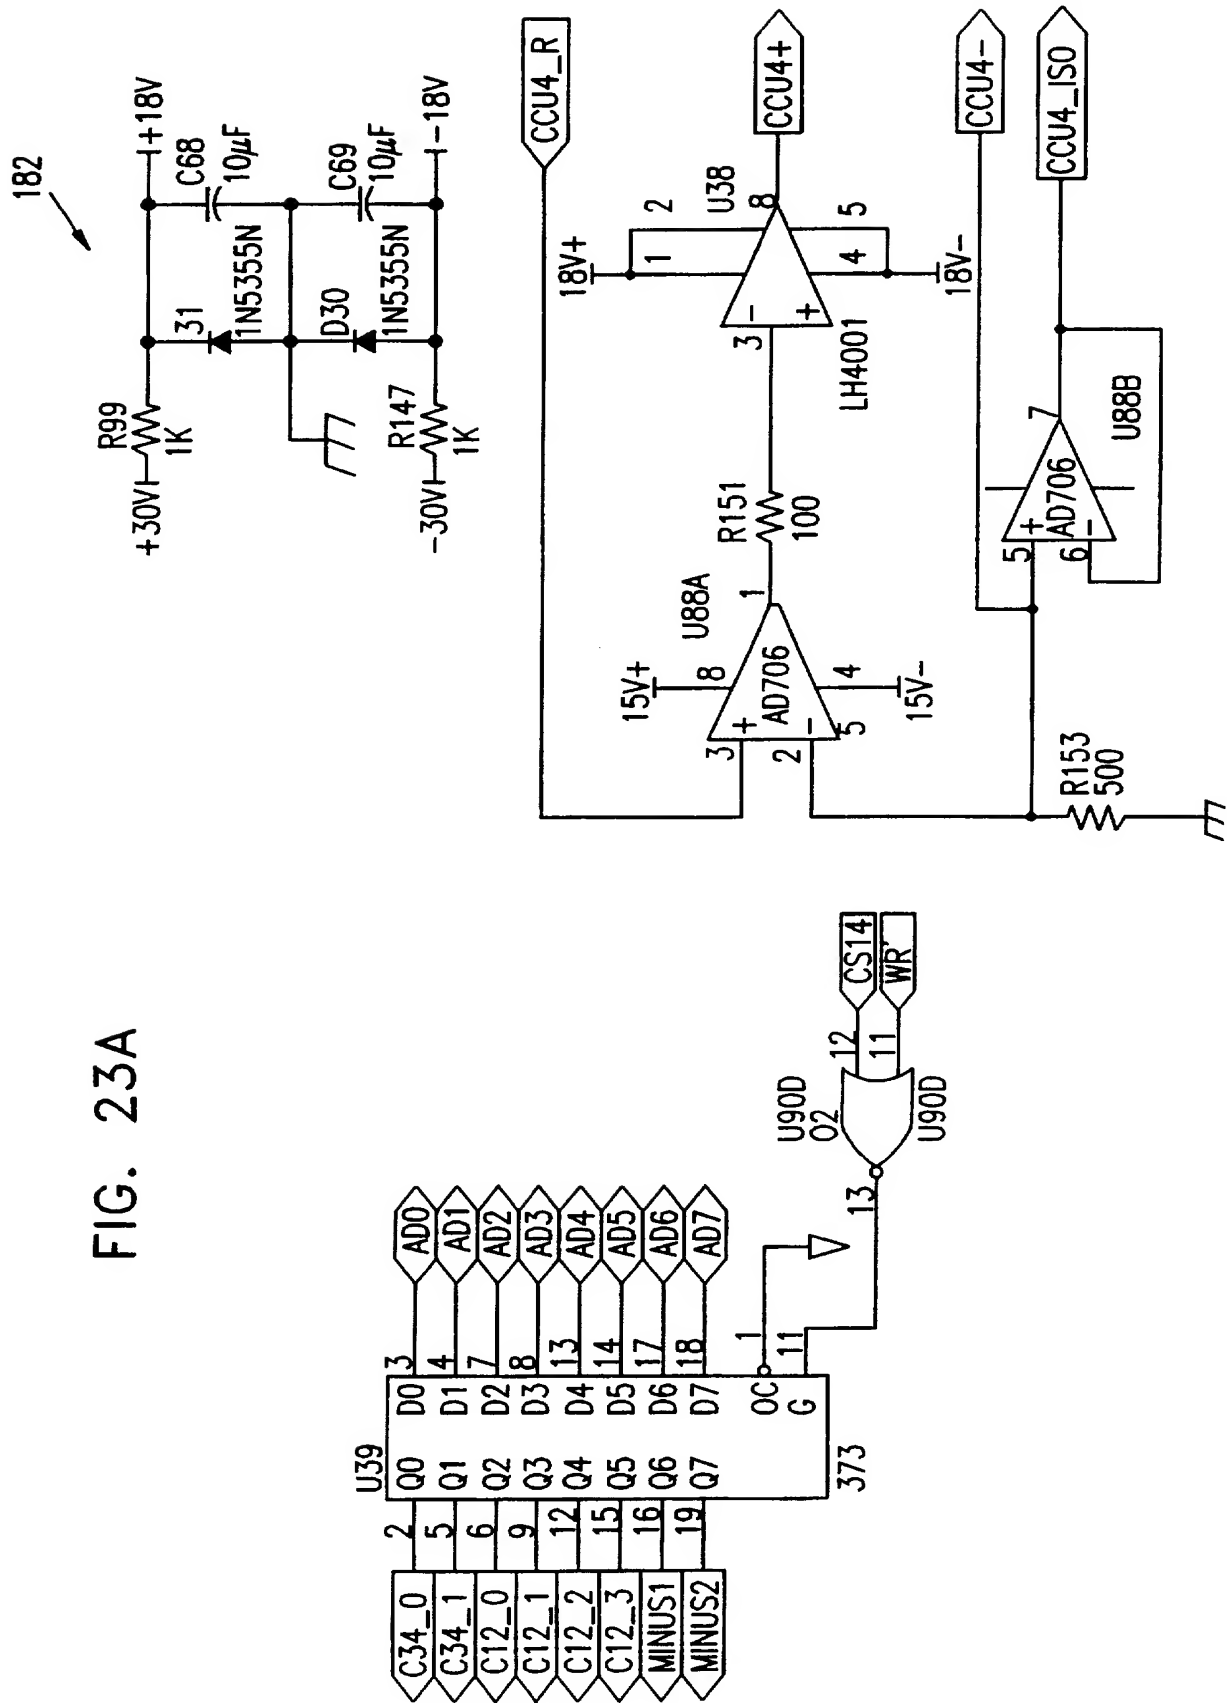 FIG. 23A
182
U39
C34_0 2 Q0 D0 3 AD0
C34_1 5 Q1 D1 4 AD1
C12_0 6 Q2 D2 7 AD2
C12_1 9 Q3 D3 8 AD3
C12_2 12 Q4 D4 13 AD4
C12_3 15 Q5 D5 14 AD5
MINUS1 16 Q6 D6 17 AD6
MINUS2 19 Q7 D7 18 AD7
OC 1
G 11
373
U90D
02
13
12 CS14
11 WR'
U90D
+30V
R99
1K
+18V
31
1N5355N
C68
10µF
D30
1N5355N
C69
10µF
-30V
R147
1K
-18V
CCU4_R
15V+
8
U88A
3 +
AD706
2 -
1
5
4
15V-
R151
100
18V+
1
2
U38
3 -
+
8
4
5
LH4001
18V-
CCU4+
CCU4-
5 +
AD706
6 -
7
U88B
CCU4_ISO
R153
500